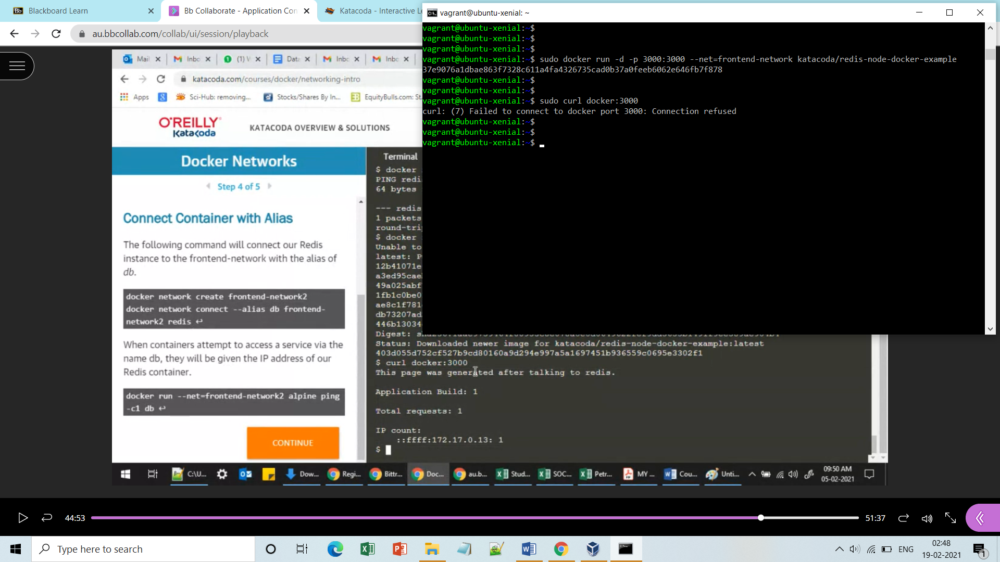 Blackboard Learn
Bb Collaborate - Application Con
Katacoda - Interactive Le
vagrant@ubuntu-xenial: ~
au.bbcollab.com/collab/ui/session/playback
vagrant@ubuntu-xenial:~$
vagrant@ubuntu-xenial:~$
vagrant@ubuntu-xenial:~$
vagrant@ubuntu-xenial:~$ sudo docker run -d -p 3000:3000 --net=frontend-network katacoda/redis-node-docker-example
37e9076a1dbae863f7328c611a4fa4326735cad0b37a0feeb6062e646fb7f878
vagrant@ubuntu-xenial:~$
vagrant@ubuntu-xenial:~$
vagrant@ubuntu-xenial:~$ sudo curl docker:3000
curl: (7) Failed to connect to docker port 3000: Connection refused
vagrant@ubuntu-xenial:~$
vagrant@ubuntu-xenial:~$
vagrant@ubuntu-xenial:~$
Mail
Inbc
(1) V
Data
Inbc
Inbc
katacoda.com/courses/docker/networking-intro
Apps
Sci-Hub: removing...
Stocks/Shares By In...
EquityBulls.com: St
O'REILLY
Katacoda
KATACODA OVERVIEW & SOLUTIONS
Docker Networks
Step 4 of 5
Connect Container with Alias
The following command will connect our Redis
instance to the frontend-network with the alias of
db.
docker network create frontend-network2
docker network connect --alias db frontend-
network2 redis ↩
When containers attempt to access a service via the
name db, they will be given the IP address of our
Redis container.
docker run --net=frontend-network2 alpine ping
-c1 db ↩
CONTINUE
Terminal
$ docker
PING redi
64 bytes
--- redis
1 packets
round-trip
$ docker
Unable to
latest: P
12b41071e
a3ed95cae
49a025abf
1fb1c0be0
ae8c1f781
db73207ad
446b13034
Digest:
Status: Downloaded newer image for katacoda/redis-node-docker-example:latest
403d055d752cf527b9cd80160a9d294e997a5a1697451b936559c0695e3302f1
$ curl docker:3000
This page was generated after talking to redis.
Application Build: 1
Total requests: 1
IP count:
::ffff:172.17.0.13: 1
$
C:\U...
Dow...
Regi...
Bittr...
Doc...
au.b...
Stud...
SOC...
Petr...
MY ...
Cou...
Unti...
09:50 AM
05-02-2021
44:53
51:37
Type here to search
ENG
02:48
19-02-2021
1